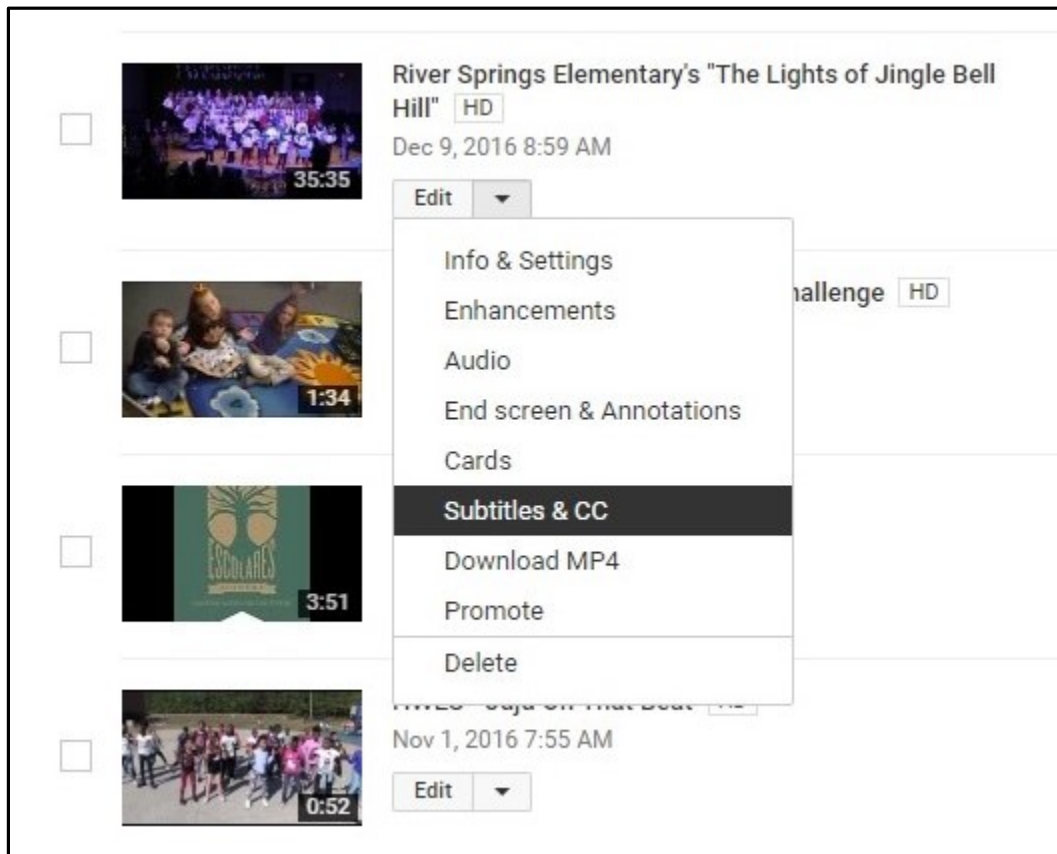 River Springs Elementary's "The Lights of Jingle Bell
Hill" HD
35:35
Dec 9, 2016 8:59 AM
Edit
Info & Settings
hallenge HD
Enhancements
Audio
1:34
End screen & Annotations
Cards
Subtitles & CC
ESCOLARES
Download MP4
3:51
Promote
Delete
Nov 1, 2016 7:55 AM
Edit
0:52